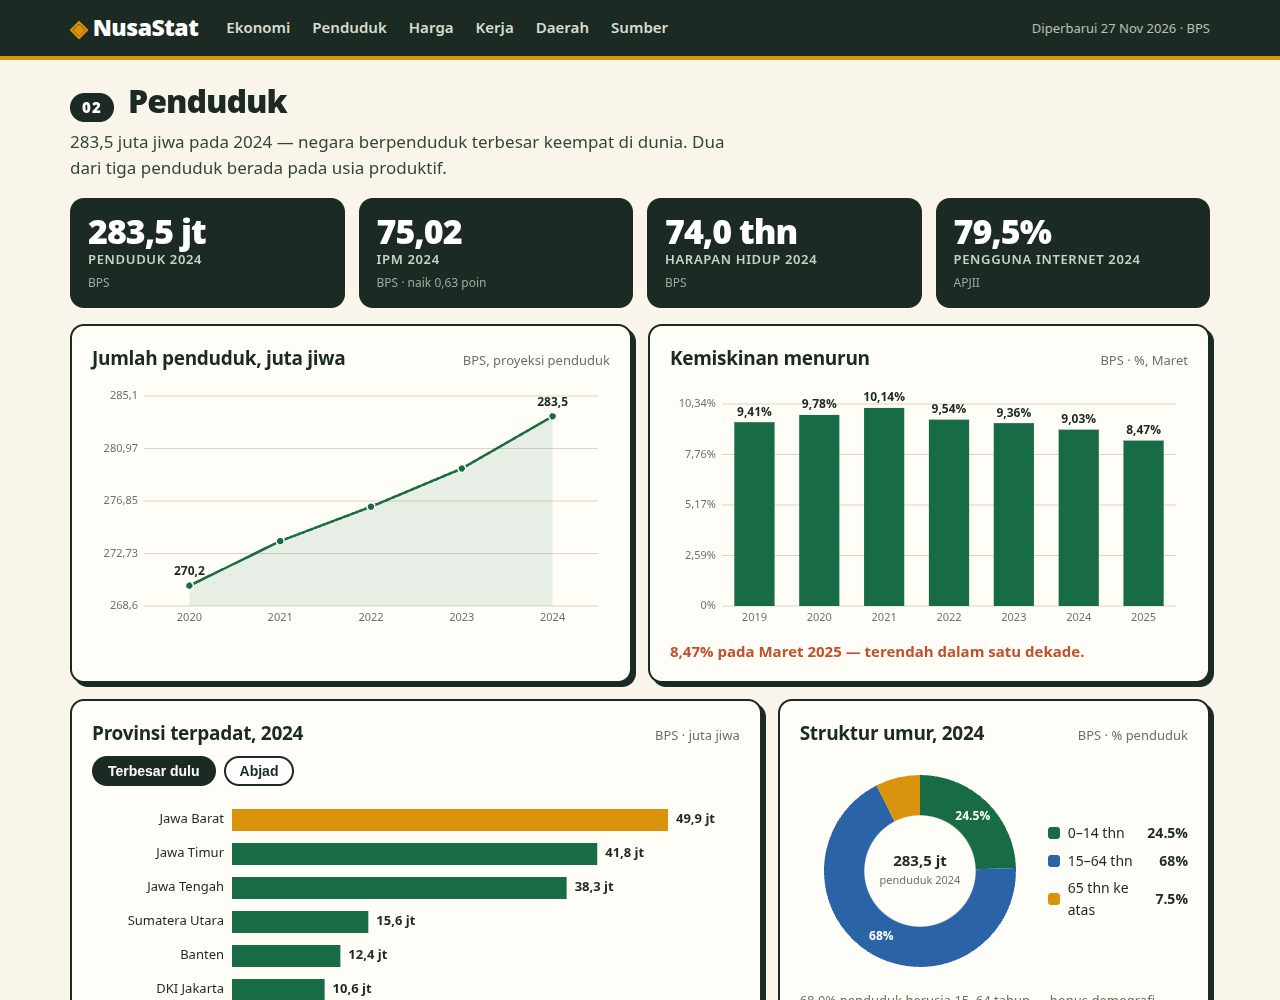 ◈ NusaStat
Ekonomi Penduduk Harga Kerja Daerah Sumber
Diperbarui 27 Nov 2026 · BPS
02 Penduduk
283,5 juta jiwa pada 2024 — negara berpenduduk terbesar keempat di dunia. Dua
dari tiga penduduk berada pada usia produktif.
283,5 jt
PENDUDUK 2024
BPS
75,02
IPM 2024
BPS · naik 0,63 poin
74,0 thn
HARAPAN HIDUP 2024
BPS
79,5%
PENGGUNA INTERNET 2024
APJII
Jumlah penduduk, juta jiwa
BPS, proyeksi penduduk
285,1
280,97
276,85
272,73
268,6
270,2
283,5
2020 2021 2022 2023 2024
Kemiskinan menurun
BPS · %, Maret
10,34%
7,76%
5,17%
2,59%
0%
9,41% 9,78% 10,14% 9,54% 9,36% 9,03% 8,47%
2019 2020 2021 2022 2023 2024 2025
8,47% pada Maret 2025 — terendah dalam satu dekade.
Provinsi terpadat, 2024
BPS · juta jiwa
Terbesar dulu Abjad
Jawa Barat 49,9 jt
Jawa Timur 41,8 jt
Jawa Tengah 38,3 jt
Sumatera Utara 15,6 jt
Banten 12,4 jt
DKI Jakarta 10,6 jt
Struktur umur, 2024
BPS · % penduduk
24.5%
68%
283,5 jt
penduduk 2024
0–14 thn 24.5%
15–64 thn 68%
65 thn ke
atas 7.5%
68,0% penduduk berusia 15–64 tahun — bonus demografi